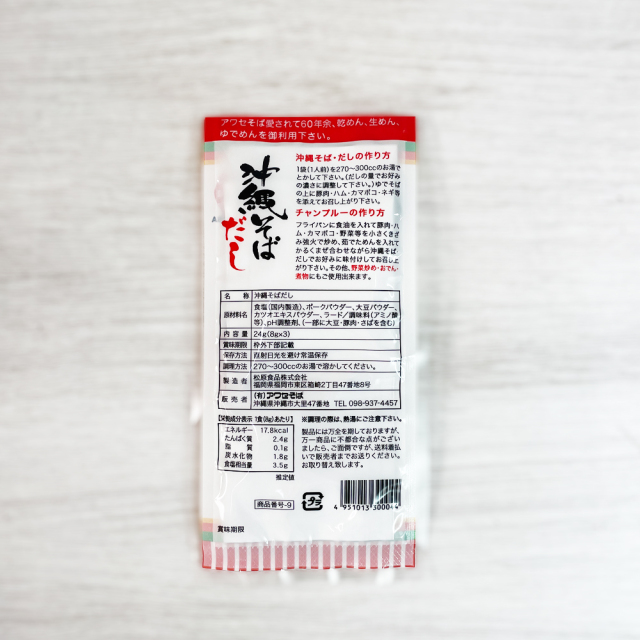 アワセそば愛されて60年余、乾めん、生めん、
ゆでめんを御利用下さい。
沖縄そば・だしの作り方
1袋(1人前)を270〜300ccのお湯で
とかして下さい。(だしの量でお好み
の濃さに調整して下さい。)ゆでそば
の上に豚肉・ハム・カマボコ・ネギ等
を添えてお召し上がり下さい。
チャンプルーの作り方
フライパンに食油を入れて豚肉・ハ
ム・カマボコ・野菜等を小さくきざ
み強火で炒め、茹でためんを入れて
かるくまぜ合わせながら沖縄そば・
だしでお好みに味付けしてお召し上
がり下さい。その他、野菜炒め・おでん・
煮物にもご使用出来ます。
沖縄そば
だし
名称 沖縄そばだし
原材料名 食塩(国内製造)、ポークパウダー、大豆パウダー、
カツオエキスパウダー、ラード/調味料(アミノ酸
等)、pH調整剤、(一部に大豆・豚肉・さばを含む)
内容量 24g(8g×3)
賞味期限 枠外下部記載
保存方法 直射日光を避け常温保存
調理方法 270〜300ccのお湯で溶かしてください。
製造者 松原食品株式会社
福岡県福岡市東区箱崎2丁目47番地8号
販売者 (有)アワセそば
沖縄県沖縄市大里47番地 TEL 098-937-4457
【栄養成分表示 1食(8g)あたり】
エネルギー 17.8kcal
たんぱく質 2.4g
脂質 0.1g
炭水化物 1.8g
食塩相当量 3.5g
推定値
※調理の際は、熱湯にご注意下さい。
製品には万全を期しておりますが、
万一商品に不都合な点がござい
ましたら、ご面倒ですが、送料着払
いで販売者までお送りください。
お取り替え致します。
商品番号-9
プラ
4 951013 300044
賞味期限